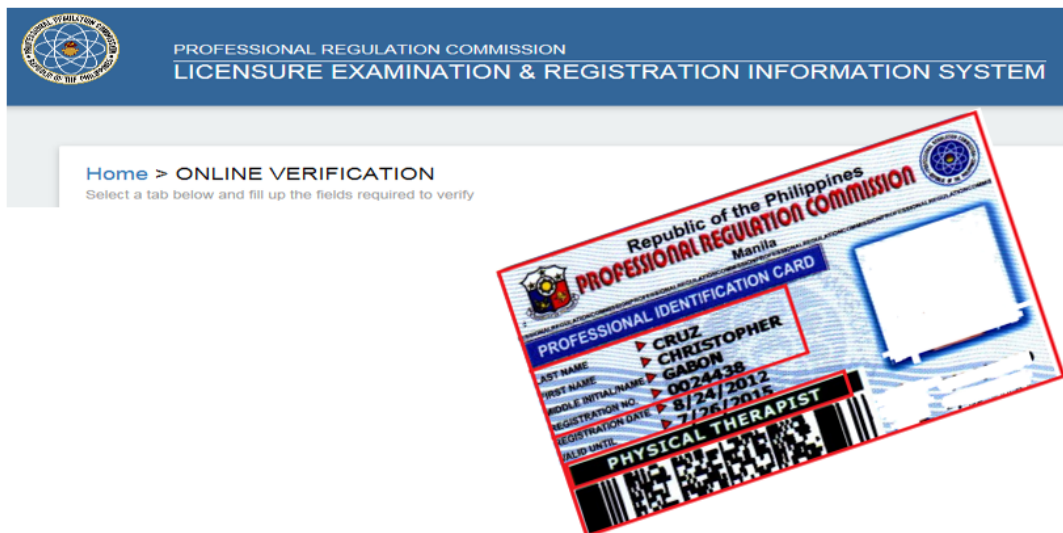 PROFESSIONAL REGULATION COMMISSION
LICENSURE EXAMINATION & REGISTRATION INFORMATION SYSTEM
Home > ONLINE VERIFICATION
Select a tab below and fill up the fields required to verify
Republic of the Philippines
PROFESSIONAL REGULATION COMMISSION
Manila
PROFESSIONAL IDENTIFICATION CARD
LAST NAME CRUZ
FIRST NAME CHRISTOPHER
MIDDLE INITIAL/NAME GABON
REGISTRATION NO. 0024438
REGISTRATION DATE 8/24/2012
VALID UNTIL 7/26/2015
PHYSICAL THERAPIST